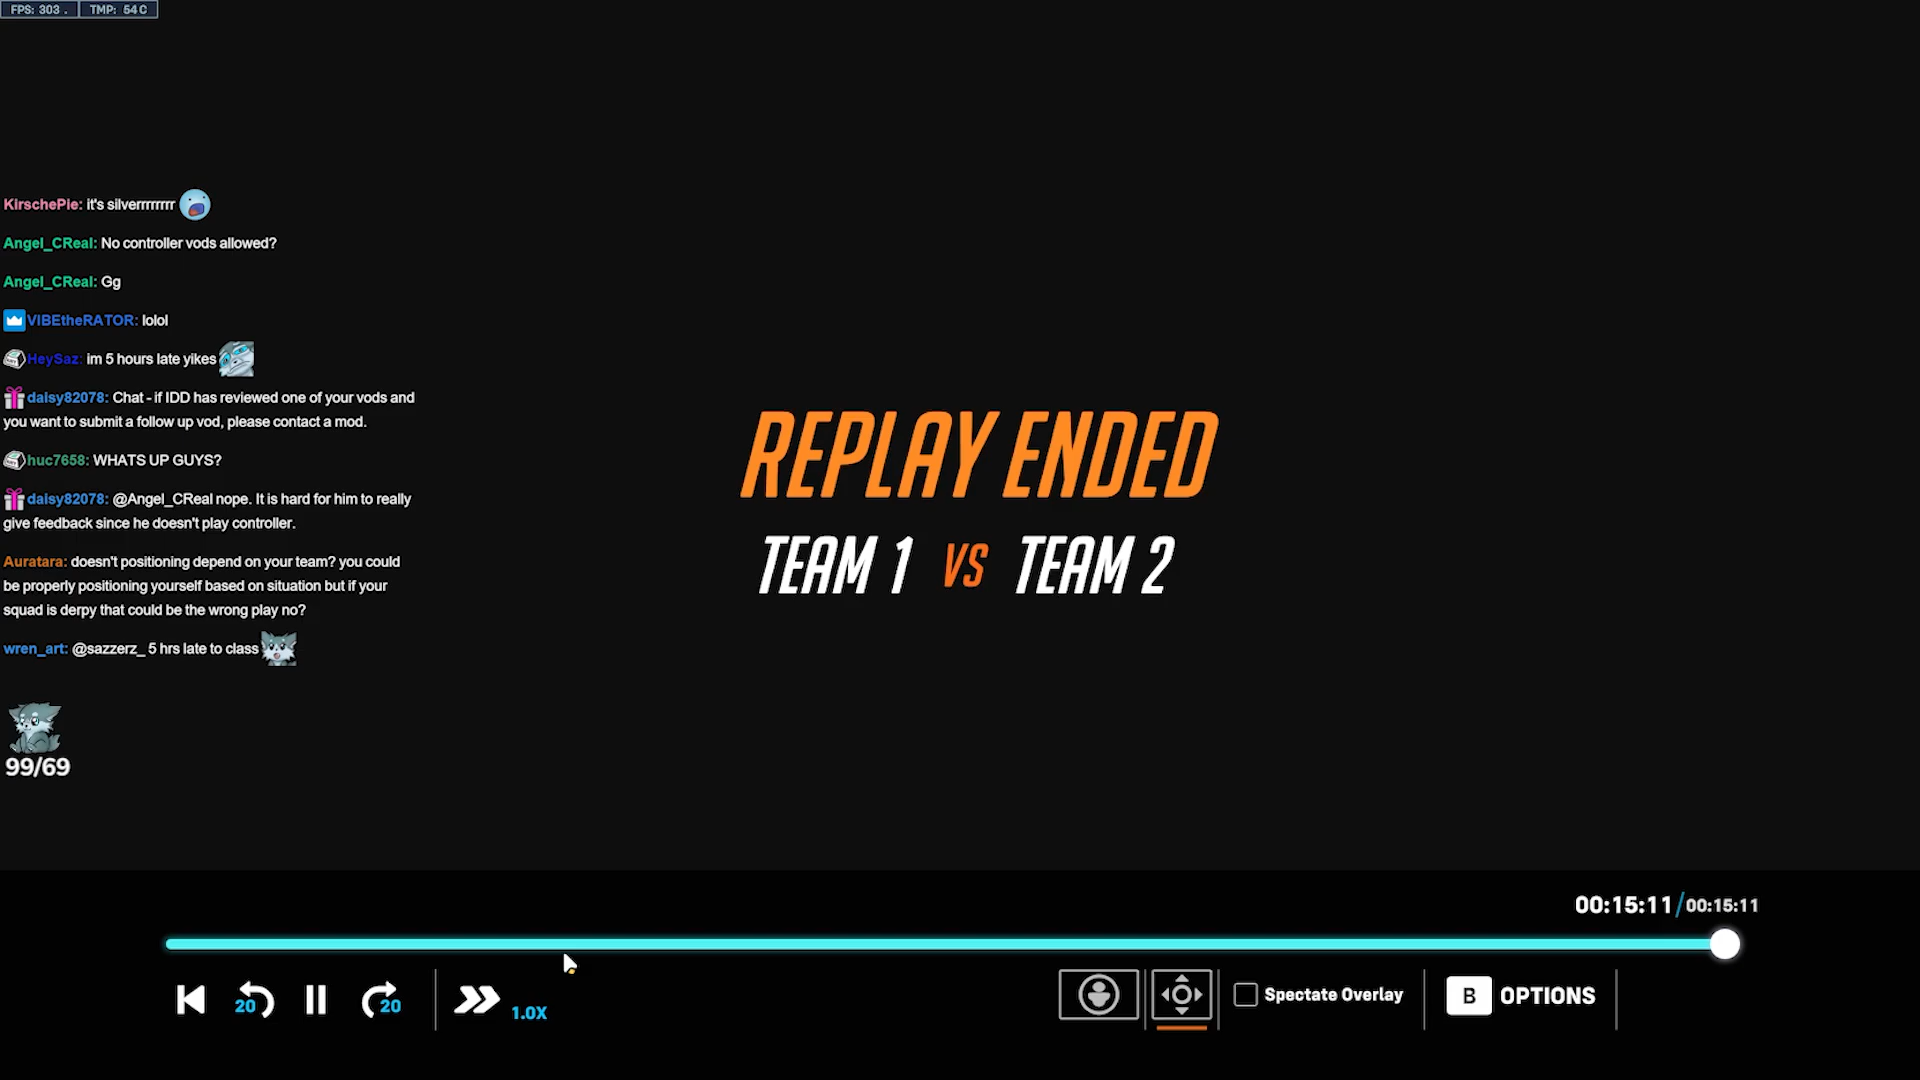 FPS: 303 . TMP: 54 C
KirschePie: it's silverrrrrrrr
Angel_CReal: No controller vods allowed?
Angel_CReal: Gg
VIBEtheRATOR: lolol
HeySaz: im 5 hours late yikes
daisy82078: Chat - if IDD has reviewed one of your vods and
you want to submit a follow up vod, please contact a mod.
huc7658: WHATS UP GUYS?
daisy82078: @Angel_CReal nope. It is hard for him to really
give feedback since he doesn't play controller.
Auratara: doesn't positioning depend on your team? you could
be properly positioning yourself based on situation but if your
squad is derpy that could be the wrong play no?
wren_art: @sazzerz_ 5 hrs late to class
99/69
REPLAY ENDED
TEAM 1 VS TEAM 2
00:15:11/00:15:11
20 20 1.0X
Spectate Overlay
B OPTIONS